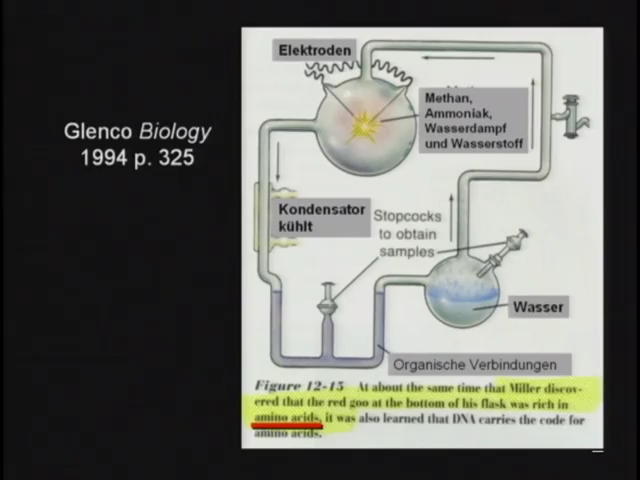 Glenco Biology
1994 p. 325
Elektroden
Methan,
Ammoniak,
Wasserdampf
und Wasserstoff
Kondensator
kühlt
Stopcocks
to obtain
samples
Wasser
Organische Verbindungen
Figure 12-15 At about the same time that Miller discov-
ered that the red goo at the bottom of his flask was rich in
amino acids, it was also learned that DNA carries the code for
amino acids.